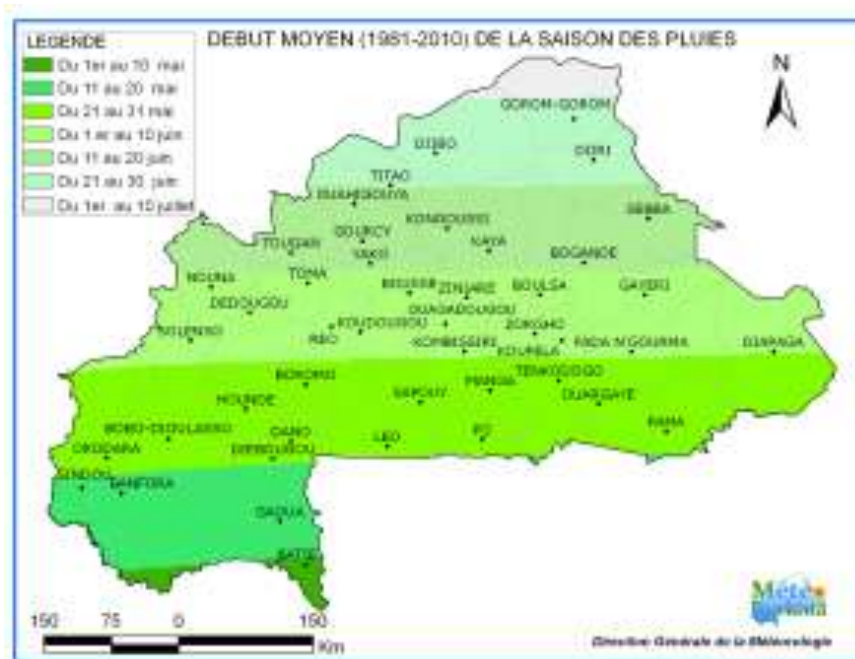 DEBUT MOYEN (1981-2010) DE LA SAISON DES PLUIES
LEGENDE
Du 1er au 10 mai
Du 11 au 20 mai
Du 21 au 31 mai
Du 1er au 10 juin
Du 11 au 20 juin
Du 21 au 30 juin
Du 1er au 10 juillet
N
GOROM-GOROM
DJIBO
DORI
TITAO
OUAHIGOUYA
SEBBA
KONGOUSSI
GOURCY
TOUGAN
YAKO
KAYA
BOGANDE
NOUNA
TOMA
BOUSSE
ZINIARE
BOULSA
GAYERI
DEDOUGOU
OUAGADOUGOU
SOLENZO
REO
KOUDOUGOU
ZORGHO
KOMBISSIRI
KOUPELA
FADA N'GOURMA
DIAPAGA
BOROMO
TENKODOGO
MANGA
HOUNDE
SAPOUY
OUARGAYE
BOBO-DIOULASSO
DANO
LEO
PO
PAMA
ORODARA
DIEBOUGOU
SINDOU
BANFORA
GAOUA
BATIE
Météo
Burkina
150 75 0 150
Km
Direction Générale de la Météorologie